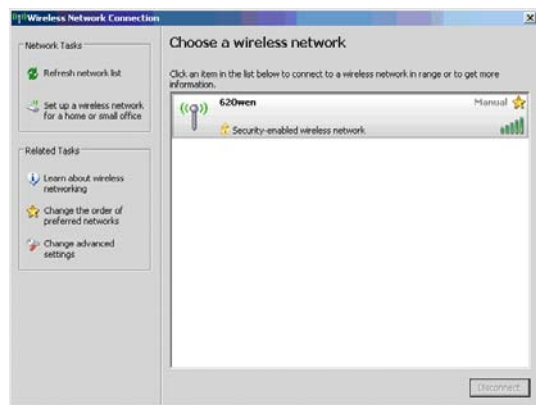 Wireless Network Connection
Network Tasks
Refresh network list
Set up a wireless network
for a home or small office
Related Tasks
Learn about wireless
networking
Change the order of
preferred networks
Change advanced
settings
Choose a wireless network
Click an item in the list below to connect to a wireless network in range or to get more
information.
620wen
Manual
Security-enabled wireless network
Disconnect